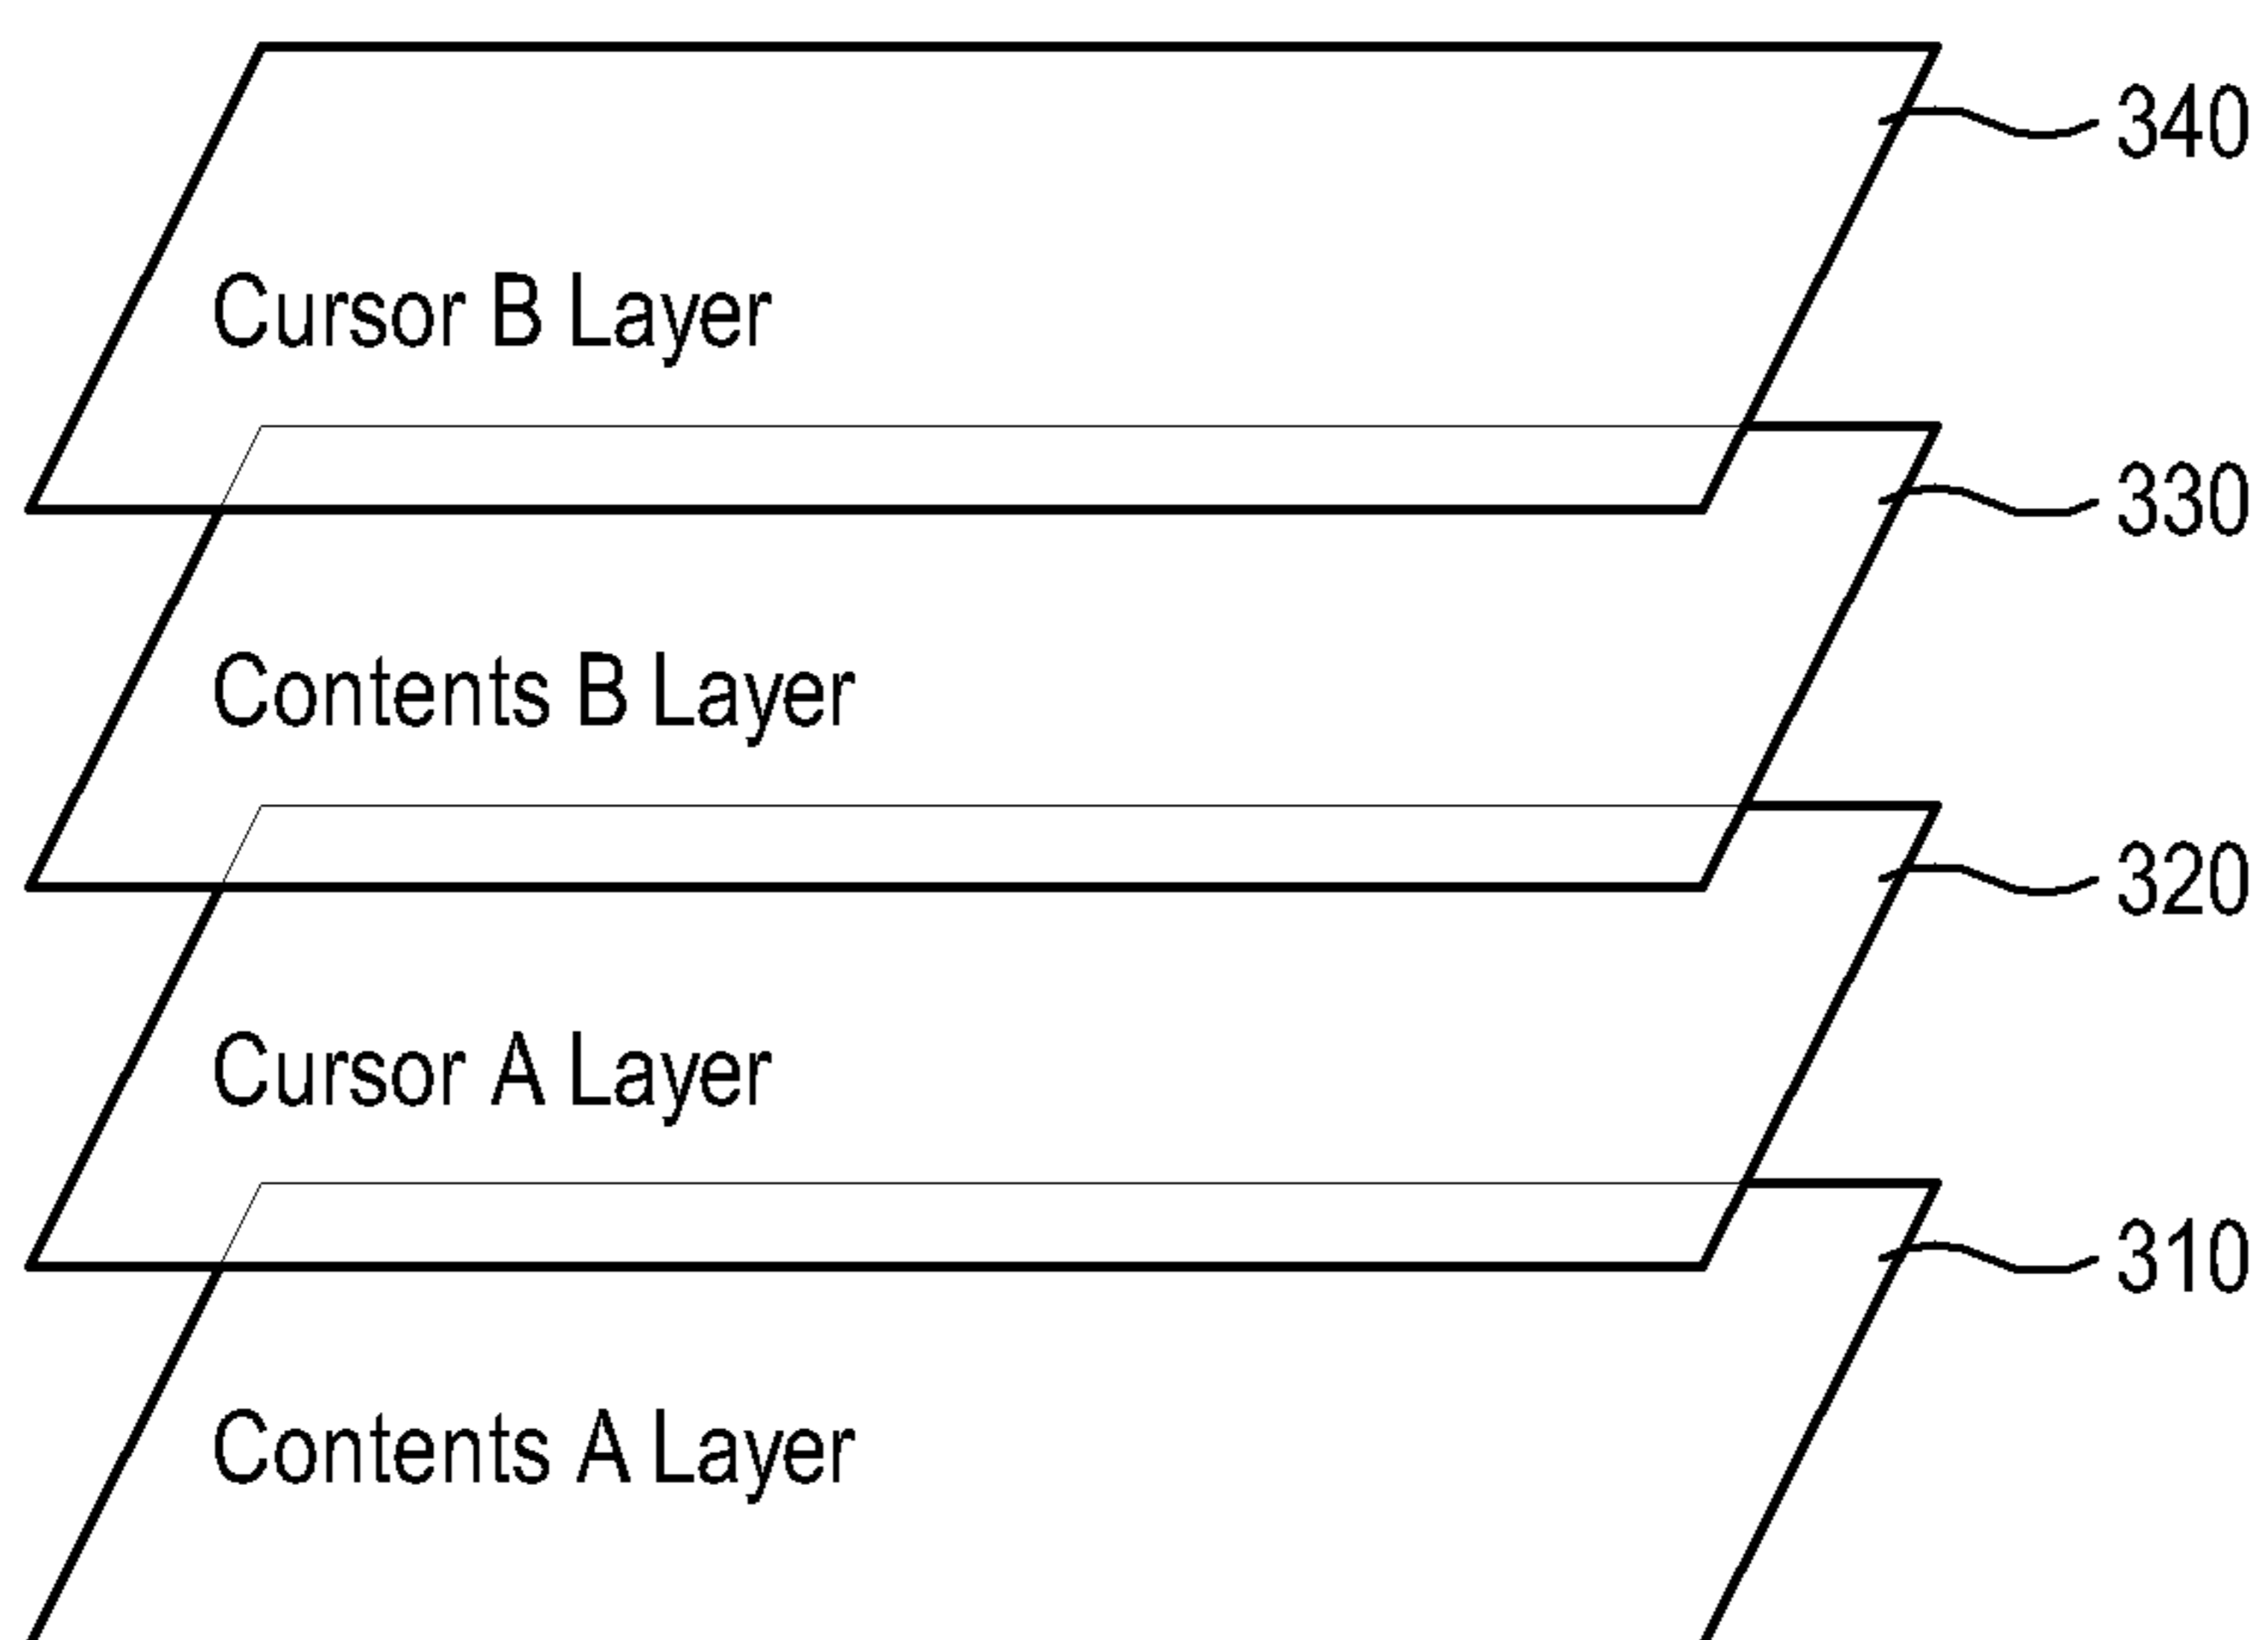 340
Cursor B Layer
330
Contents B Layer
320
Cursor A Layer
310
Contents A Layer